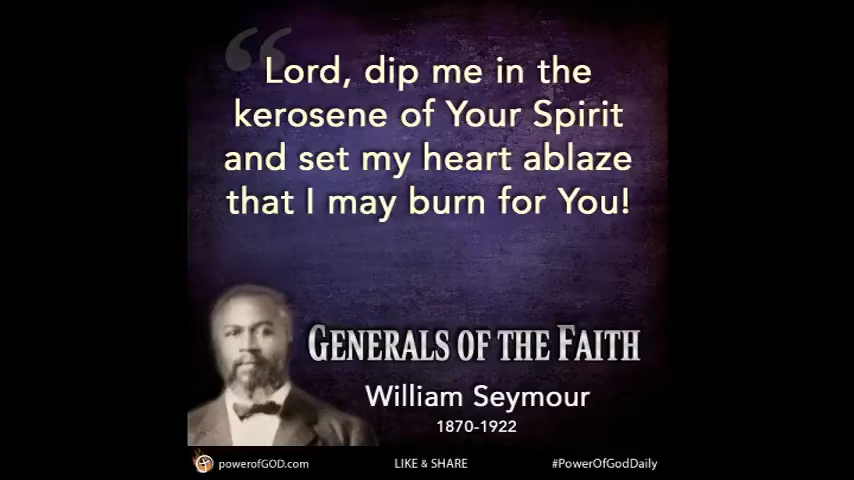 “Lord, dip me in the
kerosene of Your Spirit
and set my heart ablaze
that I may burn for You!
GENERALS OF THE FAITH
William Seymour
1870-1922
powerofGOD.com LIKE & SHARE #PowerOfGodDaily